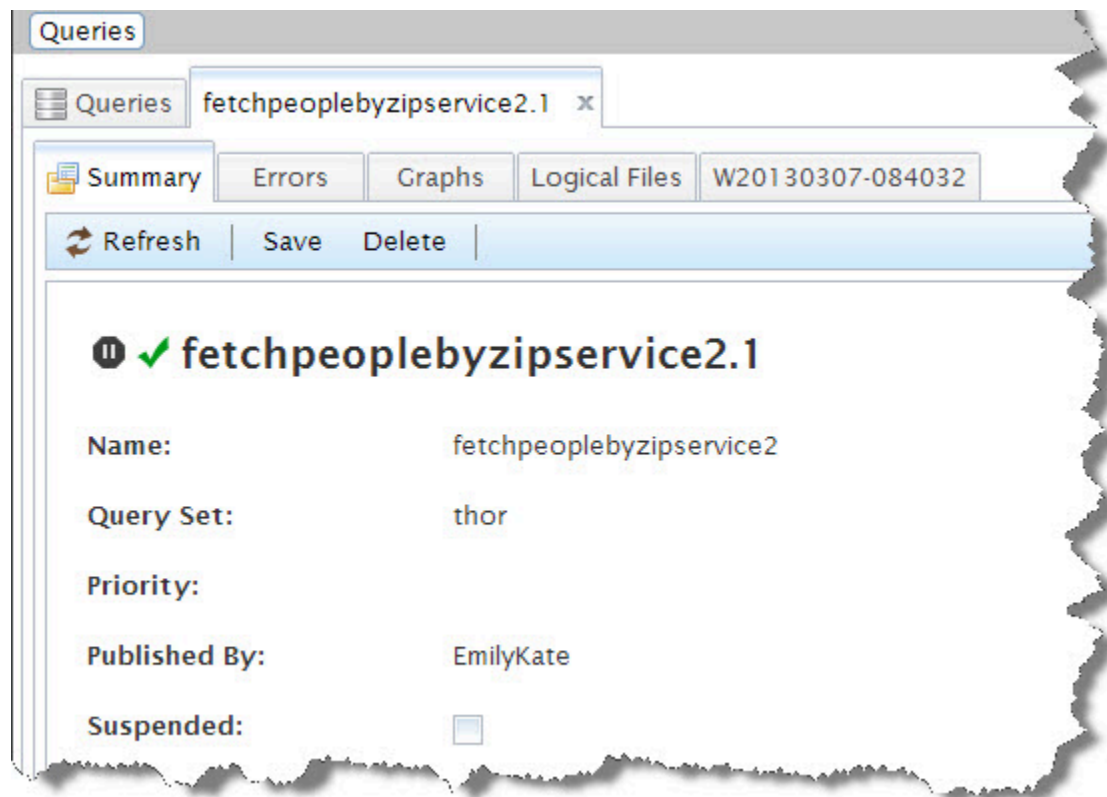 Queries
Queries fetchpeoplebyzipservice2.1 x
Summary Errors Graphs Logical Files W20130307-084032
Refresh Save Delete
fetchpeoplebyzipservice2.1
Name: fetchpeoplebyzipservice2
Query Set: thor
Priority:
Published By: EmilyKate
Suspended: